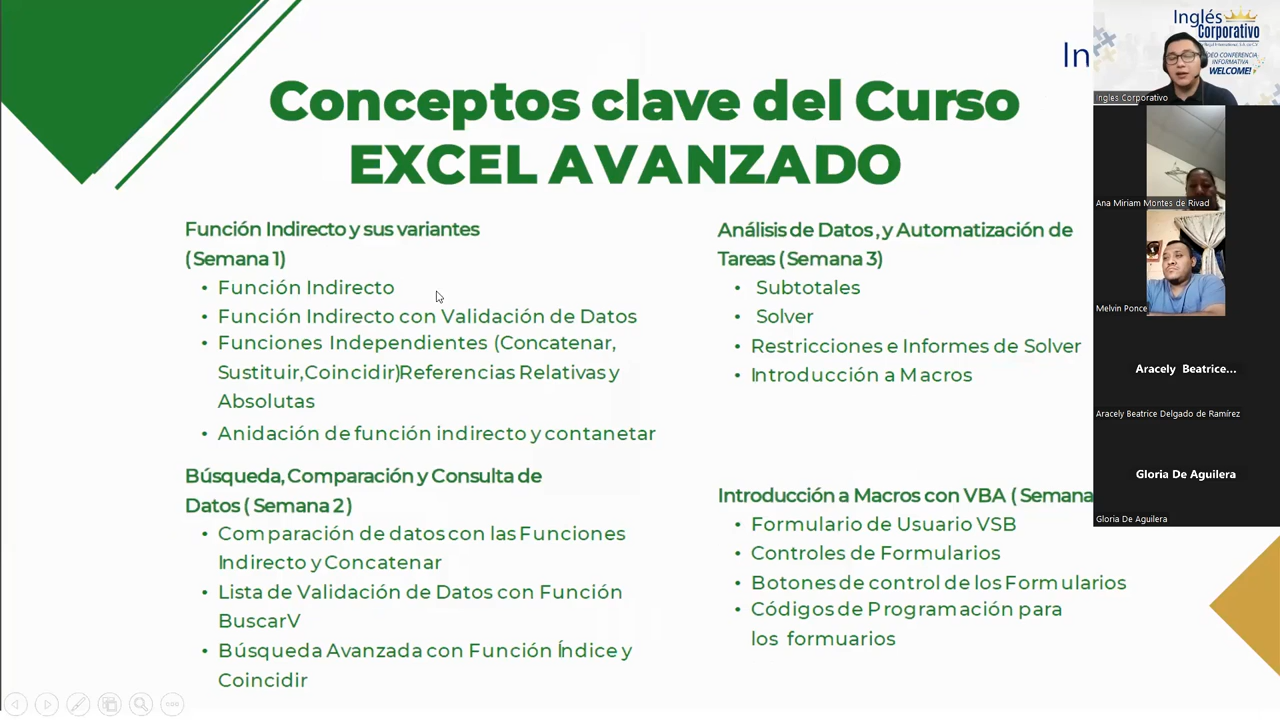 Conceptos clave del Curso
EXCEL AVANZADO
Función Indirecto y sus variantes
(Semana 1)
• Función Indirecto
• Función Indirecto con Validación de Datos
• Funciones Independientes (Concatenar,
Sustituir,Coincidir)Referencias Relativas y
Absolutas
• Anidación de función indirecto y contanetar
Búsqueda, Comparación y Consulta de
Datos ( Semana 2)
• Comparación de datos con las Funciones
Indirecto y Concatenar
• Lista de Validación de Datos con Función
BuscarV
• Búsqueda Avanzada con Función Índice y
Coincidir
Análisis de Datos , y Automatización de
Tareas ( Semana 3)
• Subtotales
• Solver
• Restricciones e Informes de Solver
• Introducción a Macros
Introducción a Macros con VBA ( Semana
• Formulario de Usuario VSB
• Controles de Formularios
• Botones de control de los Formularios
• Códigos de Programación para
los formuarios
In
Inglés
Corporativo
VIDEO CONFERENCIA
INFORMATIVA
WELCOME!
Ingles Corporativo
Ana Miriam Montes de Rivad
Melvin Ponce
Aracely Beatrice...
Aracely Beatrice Delgado de Ramírez
Gloria De Aguilera
Gloria De Aguilera